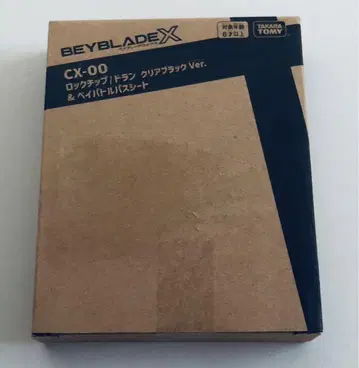 BEYBLADE X
CX-00
ロックチップ/ドラン クリアブラックVer.
& ベイバトルパスシート
対象年齢
6才以上
TAKARA
TOMY